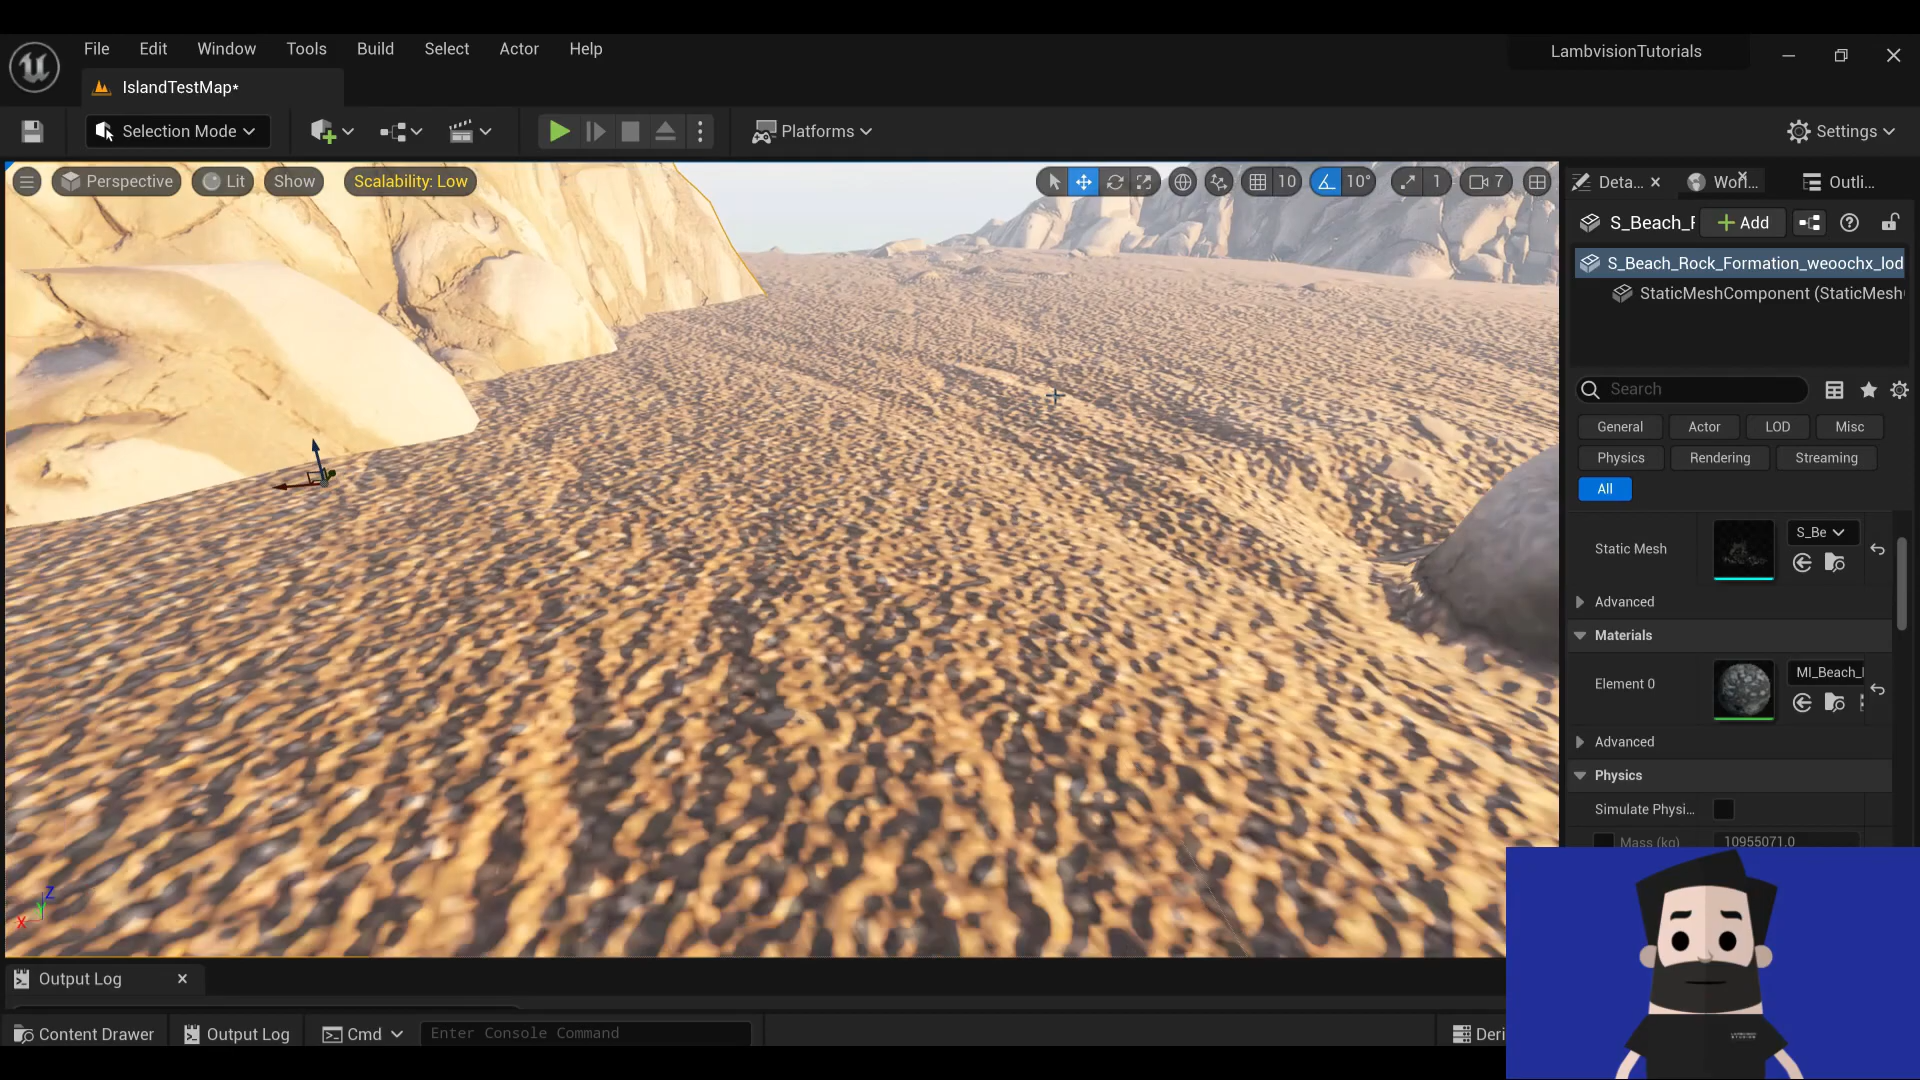 File Edit Window Tools Build Select Actor Help
LambvisionTutorials
IslandTestMap*
Selection Mode
Platforms
Settings
Perspective Lit Show Scalability: Low
10 10° 1 7
Deta... Worl... Outli...
S_Beach_F Add
S_Beach_Rock_Formation_weoochx_lod
StaticMeshComponent (StaticMesh
Search
General Actor LOD Misc
Physics Rendering Streaming
All
Static Mesh S_Be
Advanced
Materials
Element 0 MI_Beach_
Advanced
Physics
Simulate Physi...
Mass (kg) 10955071.0
Z
Y
X
Output Log
Content Drawer Output Log Cmd Enter Console Command Deri